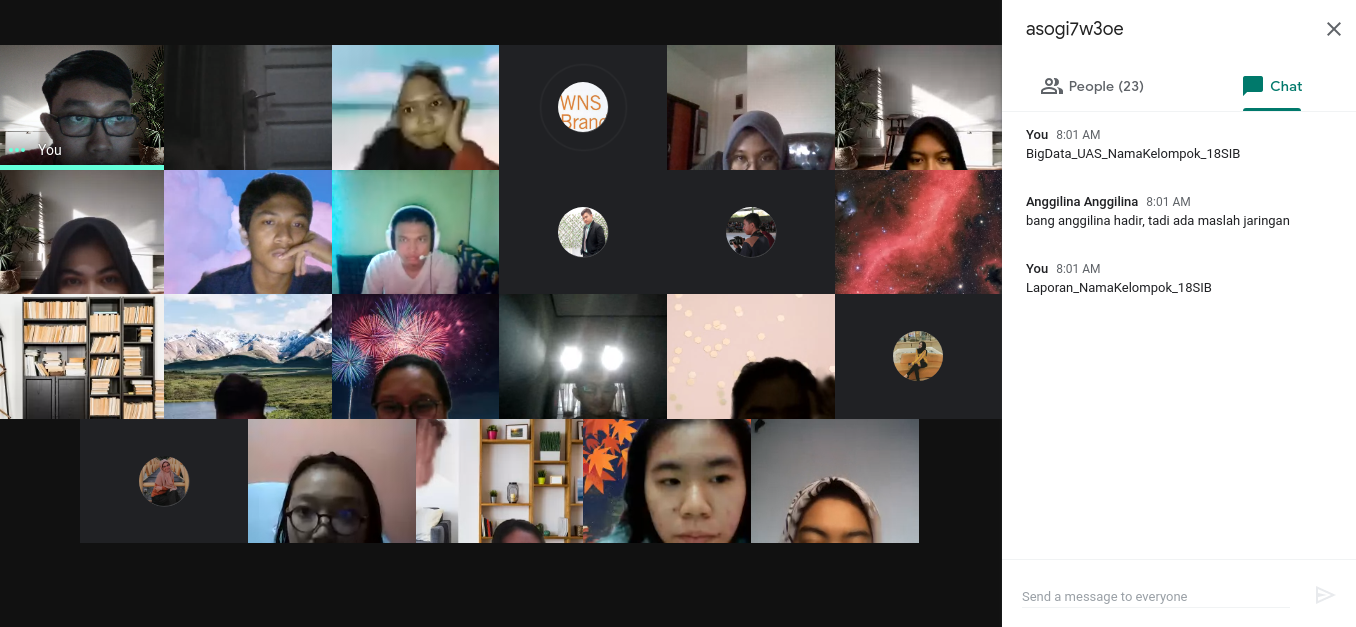 You
WNS
Branc
asogi7w3oe
People (23)
Chat
You 8:01 AM
BigData_UAS_NamaKelompok_18SIB
Anggilina Anggilina 8:01 AM
bang anggilina hadir, tadi ada maslah jaringan
You 8:01 AM
Laporan_NamaKelompok_18SIB
Send a message to everyone